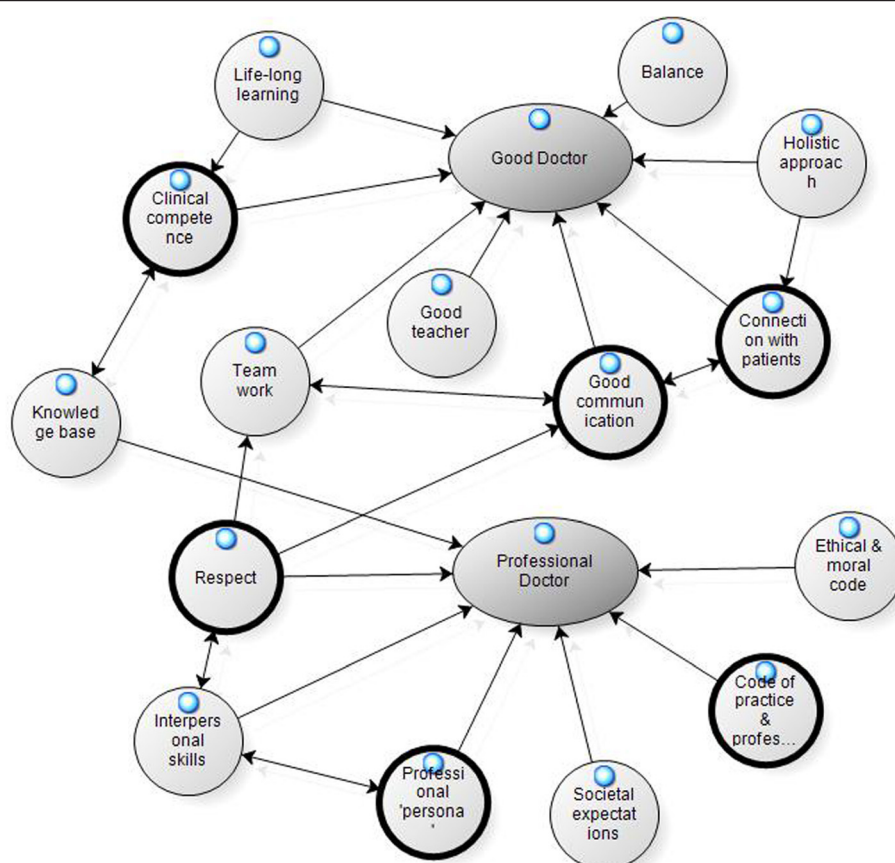 Life-long
learning
Balance
Good Doctor
Holistic
approac
h
Clinical
compete
nce
Good
teacher
Connecti
on with
patients
Team
work
Good
commun
ication
Knowled
ge base
Respect
Professional
Doctor
Ethical &
moral
code
Interpers
onal
skills
Code of
practice
&
profes...
Professi
onal
'persona
'
Societal
expectat
ions